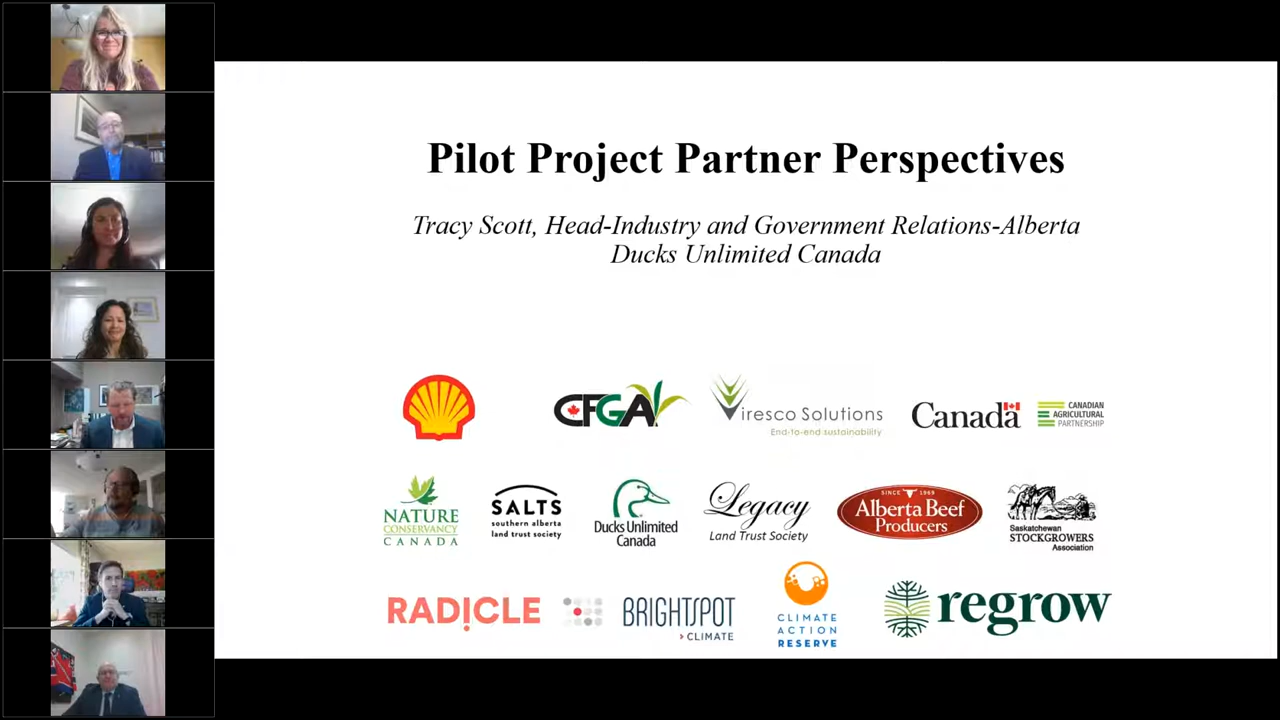 Pilot Project Partner Perspectives
Tracy Scott, Head-Industry and Government Relations-Alberta
Ducks Unlimited Canada
CFGA
Viresco Solutions
End-to-end sustainability
Canada
CANADIAN
AGRICULTURAL
PARTNERSHIP
NATURE
CONSERVANCY
CANADA
SALTS
southern alberta
land trust society
Ducks Unlimited
Canada
Legacy
Land Trust Society
SINCE 1969
Alberta Beef
Producers
Saskatchewan
STOCKGROWERS
Association
RADICLE
BRIGHTSPOT
CLIMATE
CLIMATE
ACTION
RESERVE
regrow